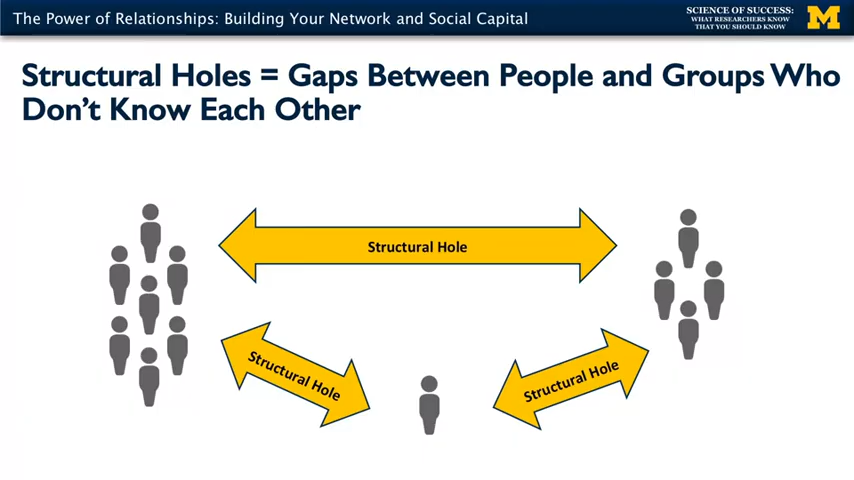 The Power of Relationships: Building Your Network and Social Capital
SCIENCE OF SUCCESS:
WHAT RESEARCHERS KNOW
THAT YOU SHOULD KNOW
M
Structural Holes = Gaps Between People and Groups Who
Don't Know Each Other
Structural Hole
Structural Hole
Structural Hole